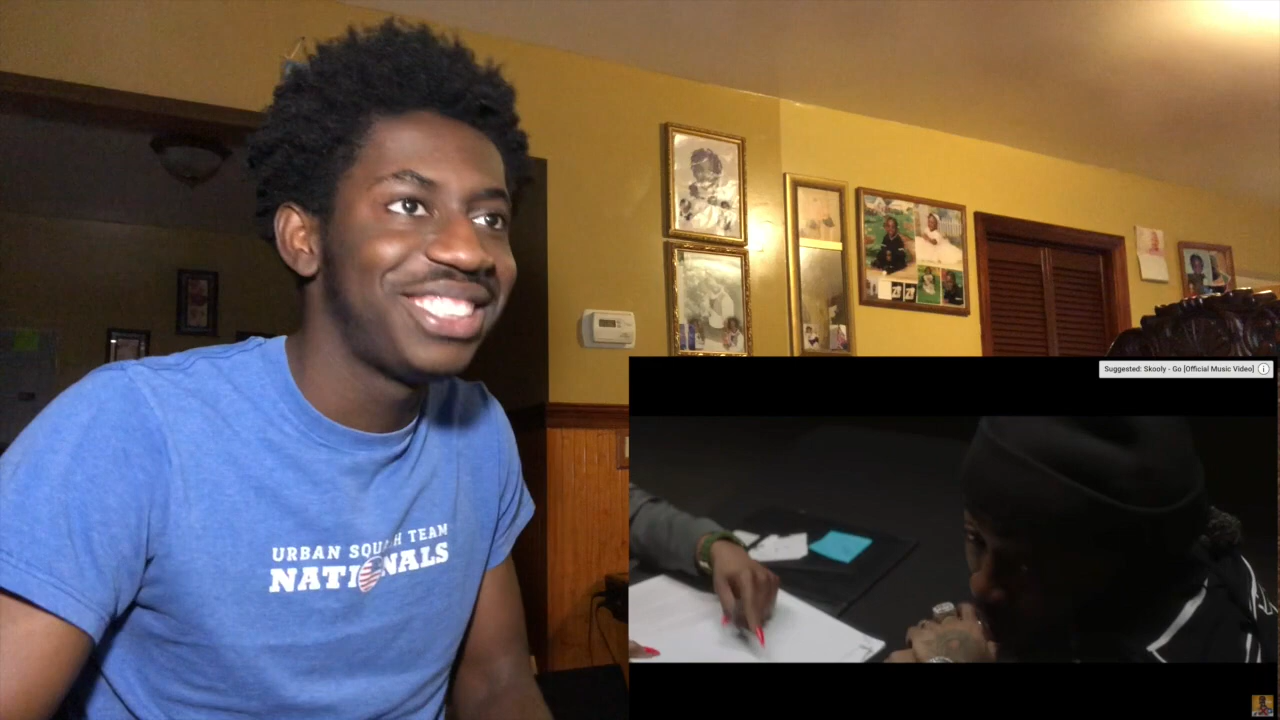 Suggested: Skooly - Go [Official Music Video]
URBAN SQUASH TEAM
NATIONALS